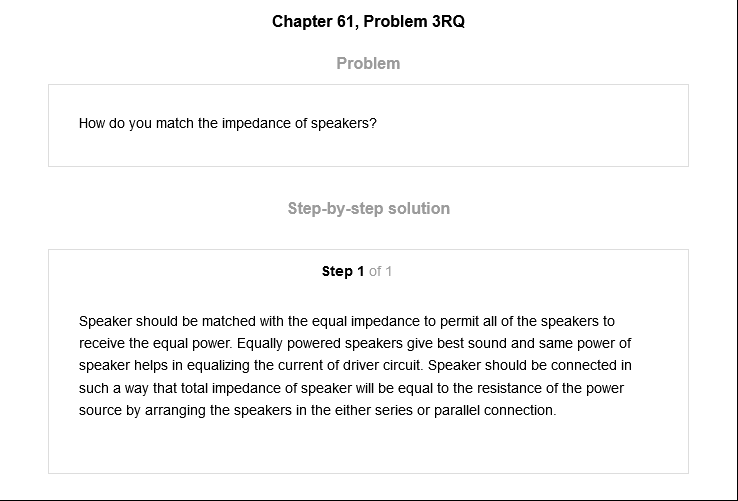 Chapter 61, Problem 3RQ
Problem
How do you match the impedance of speakers?
Step-by-step solution
Step 1 of 1
Speaker should be matched with the equal impedance to permit all of the speakers to
receive the equal power. Equally powered speakers give best sound and same power of
speaker helps in equalizing the current of driver circuit. Speaker should be connected in
such a way that total impedance of speaker will be equal to the resistance of the power
source by arranging the speakers in the either series or parallel connection.